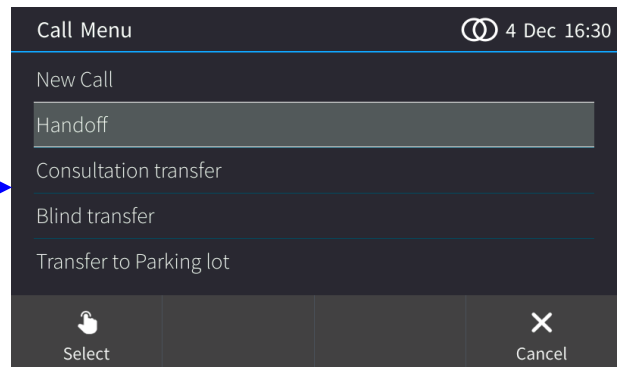 Call Menu 4 Dec 16:30
New Call
Handoff
Consultation transfer
Blind transfer
Transfer to Parking lot
Select Cancel